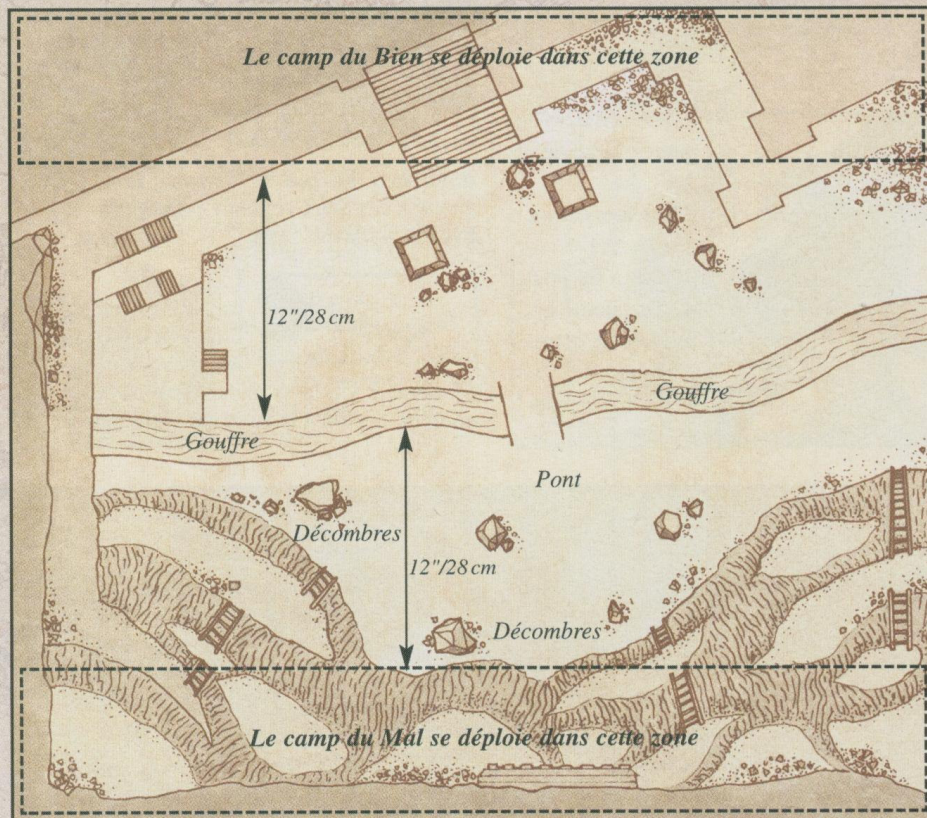 Le camp du Bien se déploie dans cette zone
12"/28 cm
Gouffre
Gouffre
Pont
Décombres
12"/28 cm
Décombres
Le camp du Mal se déploie dans cette zone